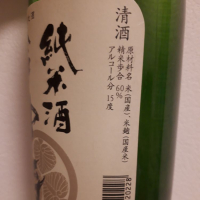 清酒
原材料名 米(国産)、米麹(国産米)
精米歩合 60%
アルコール分 15度
純米酒
20228